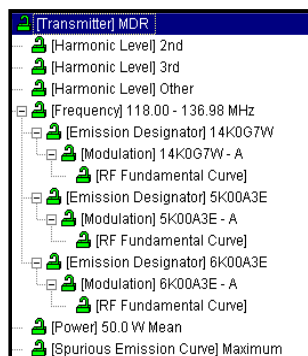 [Transmitter] MDR
[Harmonic Level] 2nd
[Harmonic Level] 3rd
[Harmonic Level] Other
[Frequency] 118.00 - 136.98 MHz
[Emission Designator] 14K0G7W
[Modulation] 14K0G7W - A
[RF Fundamental Curve]
[Emission Designator] 5K00A3E
[Modulation] 5K00A3E - A
[RF Fundamental Curve]
[Emission Designator] 6K00A3E
[Modulation] 6K00A3E - A
[RF Fundamental Curve]
[Power] 50.0 W Mean
[Spurious Emission Curve] Maximum